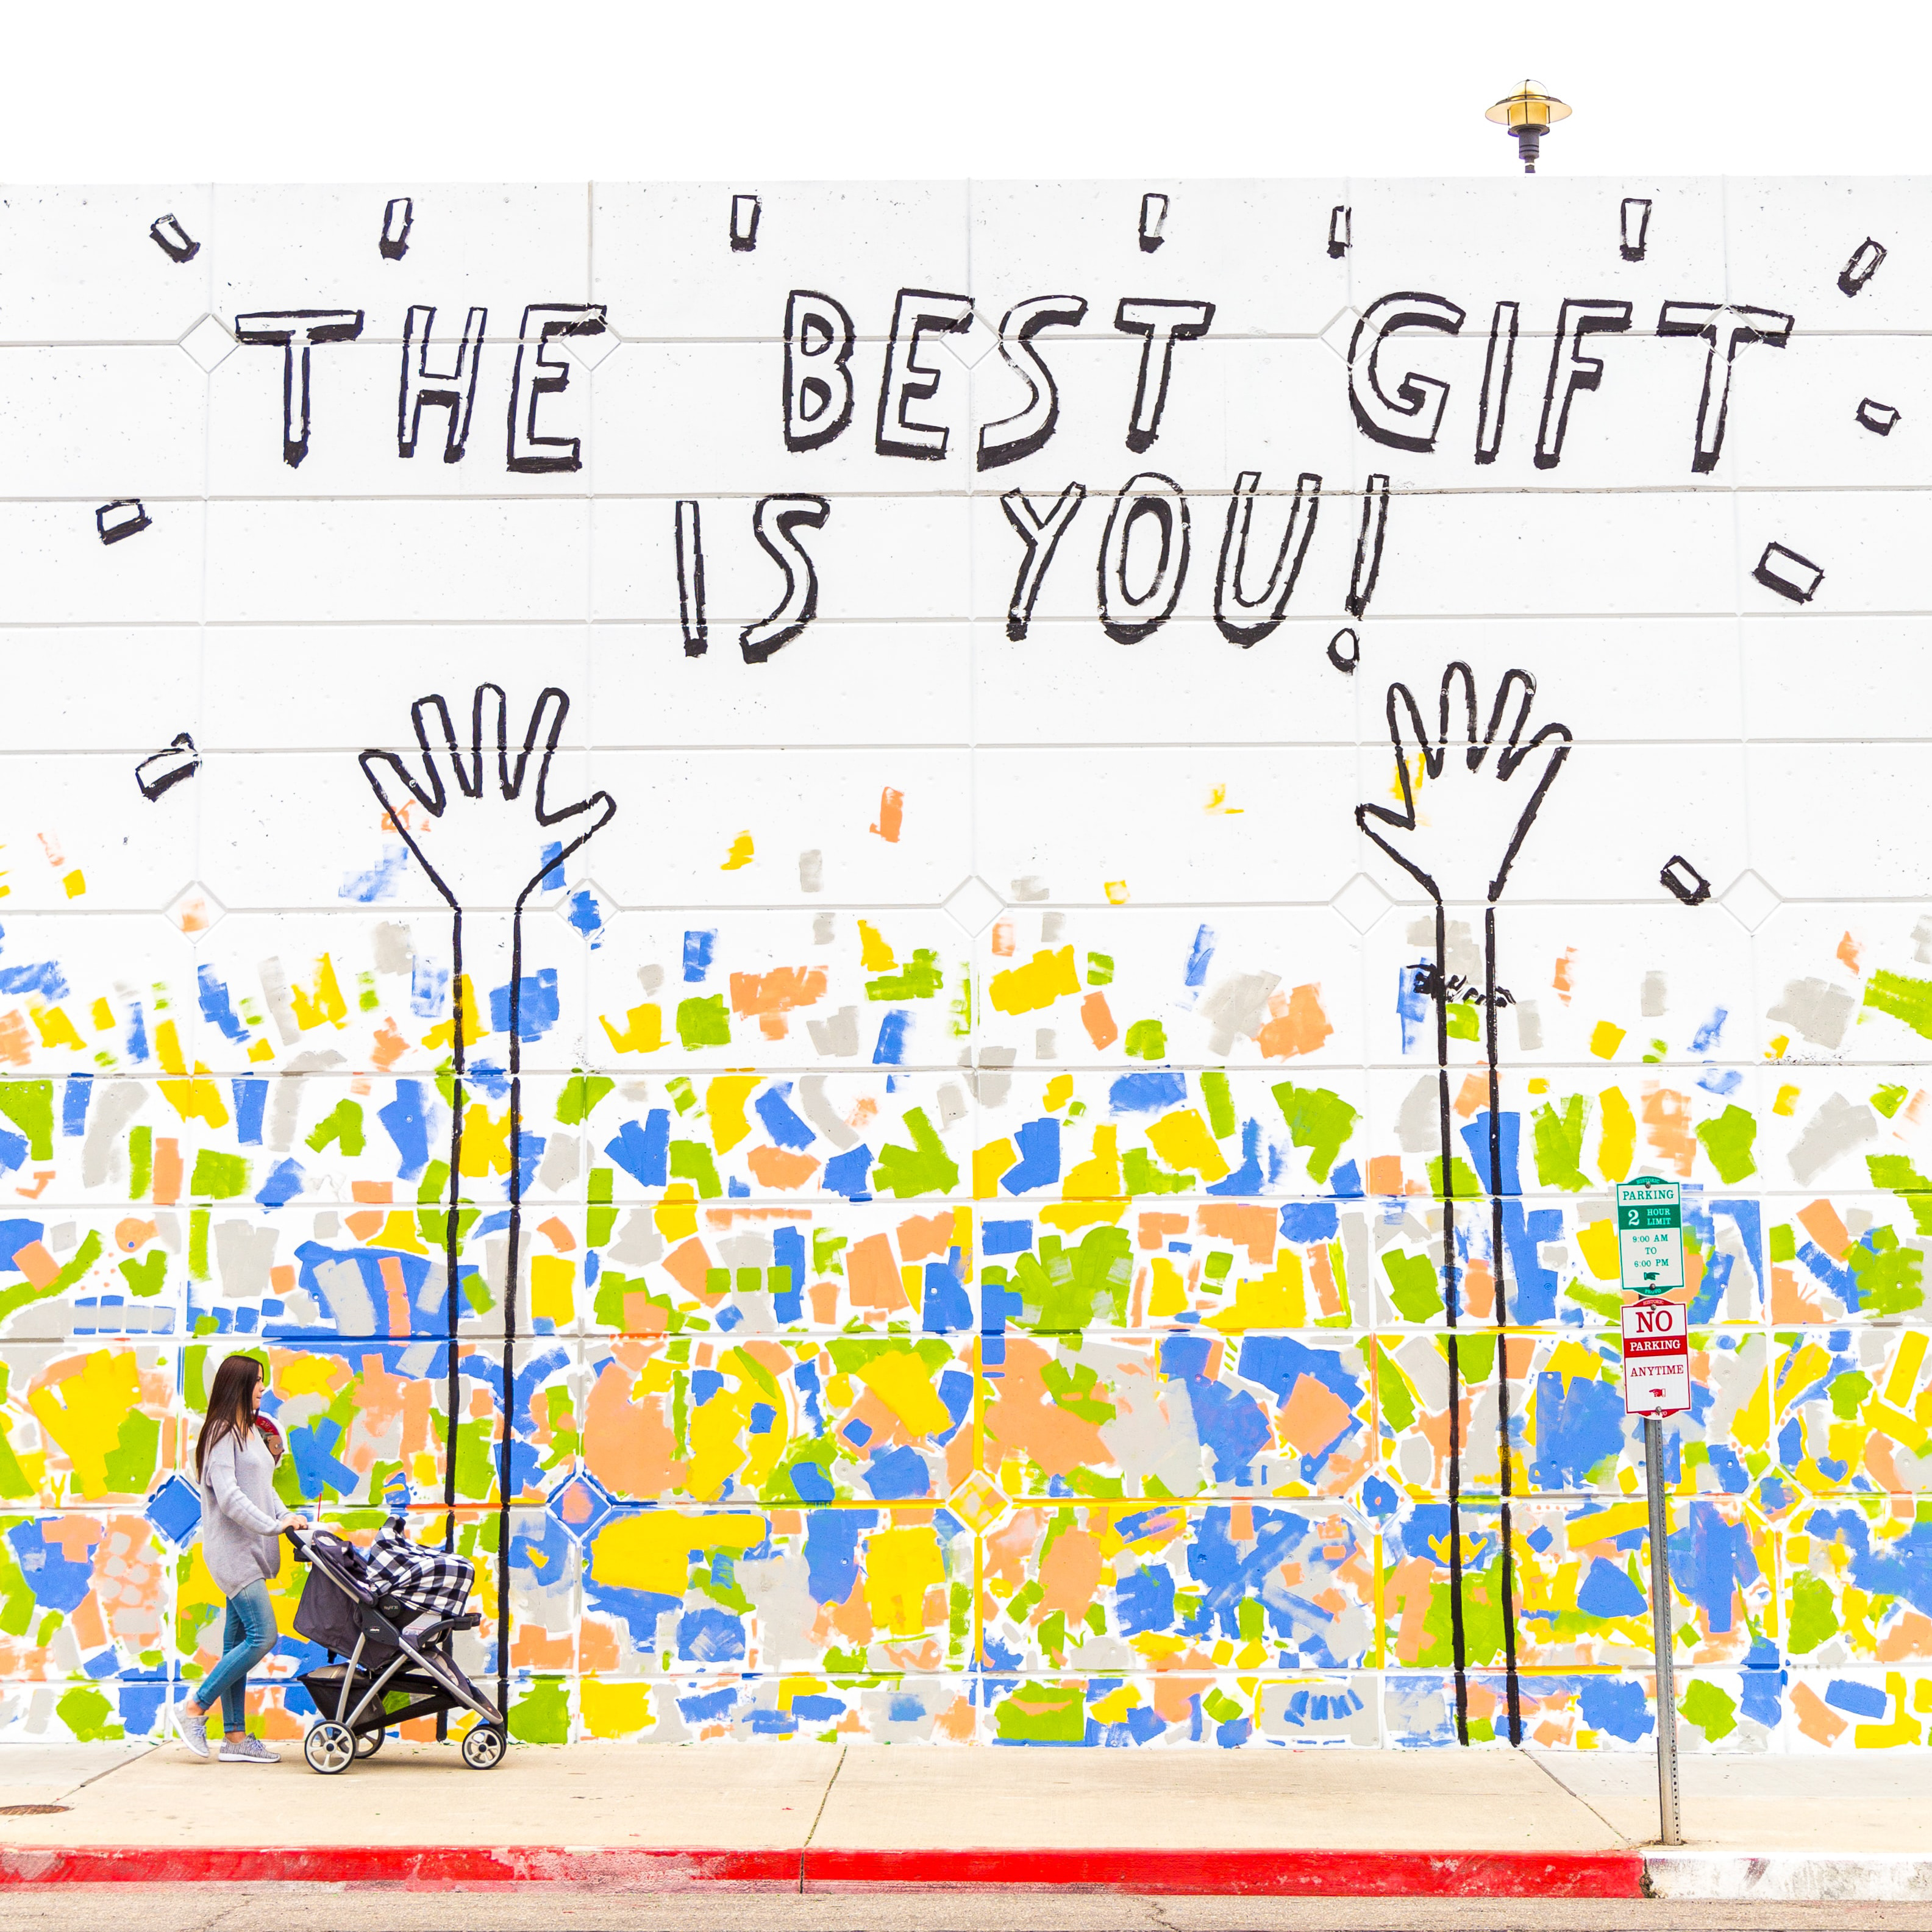 THE BEST GIFT
IS YOU!
PARKING
2 HOUR
LIMIT
9:00 AM
TO
6:00 PM
NO
PARKING
ANYTIME